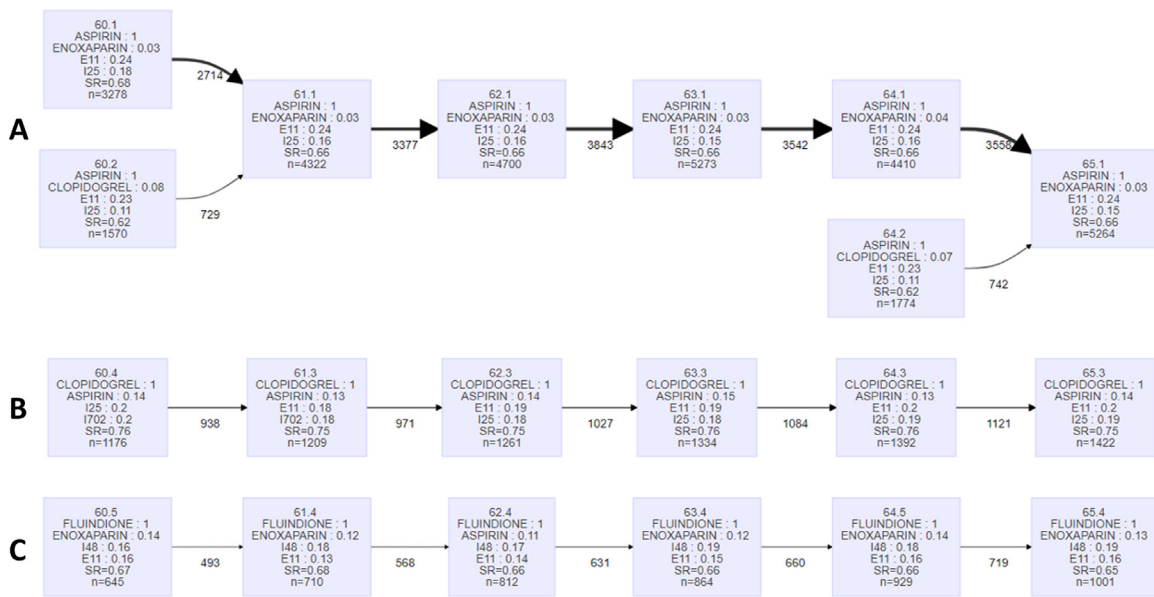 60.1
ASPIRIN : 1
ENOXAPARIN : 0.03
E11 : 0.24
I25 : 0.18
SR=0.68
n=3278
2714
A
60.2
ASPIRIN : 1
CLOPIDOGREL : 0.08
E11 : 0.23
I25 : 0.11
SR=0.62
n=1570
729
61.1
ASPIRIN : 1
ENOXAPARIN : 0.03
E11 : 0.24
I25 : 0.16
SR=0.66
n=4322
3377
62.1
ASPIRIN : 1
ENOXAPARIN : 0.03
E11 : 0.24
I25 : 0.16
SR=0.66
n=4700
3843
63.1
ASPIRIN : 1
ENOXAPARIN : 0.03
E11 : 0.24
I25 : 0.15
SR=0.66
n=5273
3542
64.1
ASPIRIN : 1
ENOXAPARIN : 0.04
E11 : 0.24
I25 : 0.16
SR=0.66
n=4410
3558
64.2
ASPIRIN : 1
CLOPIDOGREL : 0.07
E11 : 0.23
I25 : 0.11
SR=0.62
n=1774
742
65.1
ASPIRIN : 1
ENOXAPARIN : 0.03
E11 : 0.24
I25 : 0.15
SR=0.66
n=5264
B
60.4
CLOPIDOGREL : 1
ASPIRIN : 0.14
I25 : 0.2
I702 : 0.2
SR=0.76
n=1176
938
61.3
CLOPIDOGREL : 1
ASPIRIN : 0.13
E11 : 0.18
I702 : 0.18
SR=0.75
n=1209
971
62.3
CLOPIDOGREL : 1
ASPIRIN : 0.14
E11 : 0.19
I25 : 0.18
SR=0.75
n=1261
1027
63.3
CLOPIDOGREL : 1
ASPIRIN : 0.15
E11 : 0.19
I25 : 0.18
SR=0.76
n=1334
1084
64.3
CLOPIDOGREL : 1
ASPIRIN : 0.13
E11 : 0.2
I25 : 0.19
SR=0.76
n=1392
1121
65.3
CLOPIDOGREL : 1
ASPIRIN : 0.14
E11 : 0.2
I25 : 0.19
SR=0.75
n=1422
C
60.5
FLUINDIONE : 1
ENOXAPARIN : 0.14
I48 : 0.16
E11 : 0.16
SR=0.67
n=645
493
61.4
FLUINDIONE : 1
ENOXAPARIN : 0.12
I48 : 0.18
E11 : 0.13
SR=0.68
n=710
568
62.4
FLUINDIONE : 1
ASPIRIN : 0.11
I48 : 0.17
E11 : 0.14
SR=0.66
n=812
631
63.4
FLUINDIONE : 1
ENOXAPARIN : 0.12
I48 : 0.19
E11 : 0.15
SR=0.66
n=864
660
64.5
FLUINDIONE : 1
ENOXAPARIN : 0.14
I48 : 0.18
E11 : 0.16
SR=0.66
n=929
719
65.4
FLUINDIONE : 1
ENOXAPARIN : 0.13
I48 : 0.19
E11 : 0.16
SR=0.65
n=1001